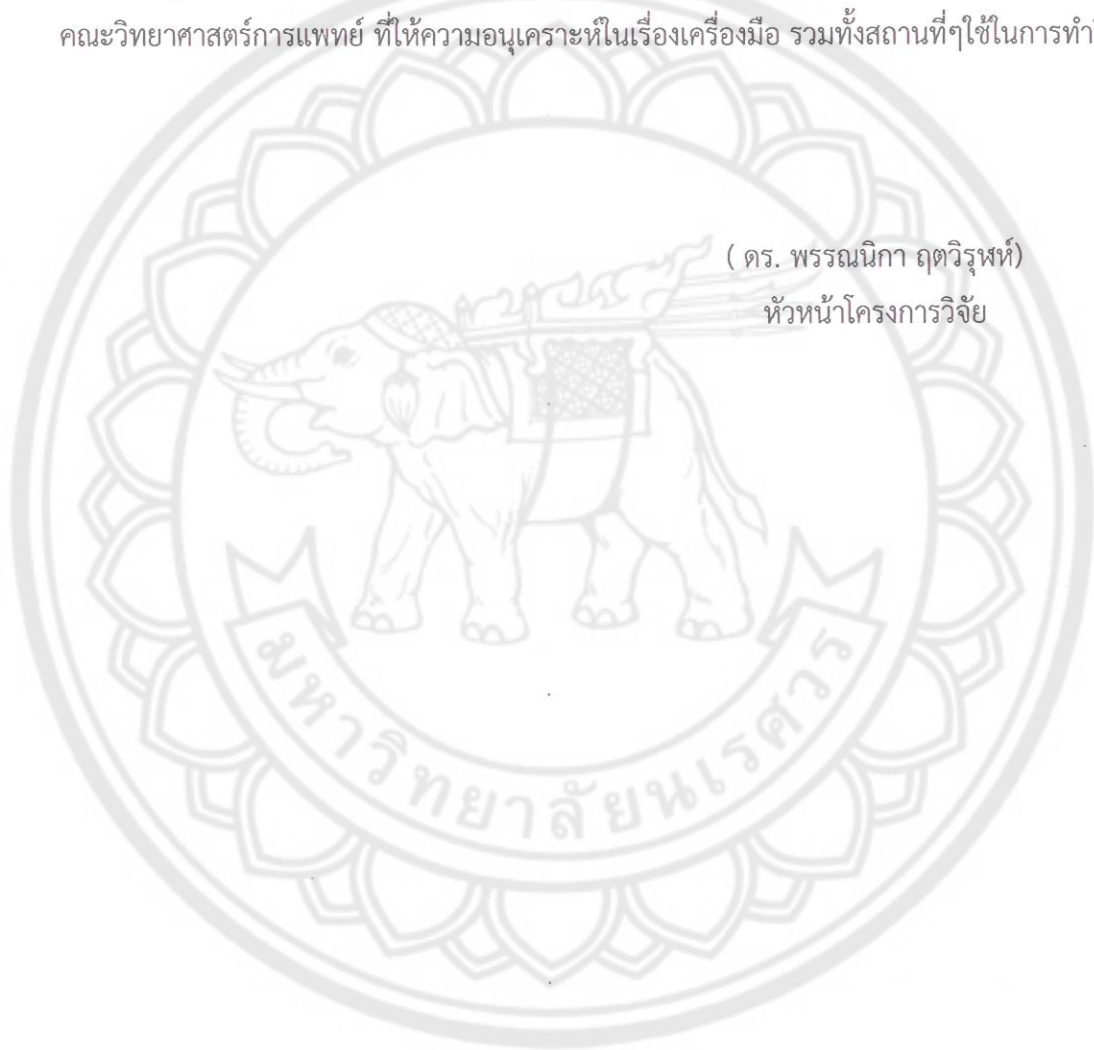 คณะวิทยาศาสตร์การแพทย์ ที่ให้ความอนุเคราะห์ในเรื่องเครื่องมือ รวมทั้งสถานที่ๆใช้ในการทำ
( ดร. พรรณนิกา ฤตวิรุฬห์)
หัวหน้าโครงการวิจัย
มหาวิทยาลัยนเรศวร